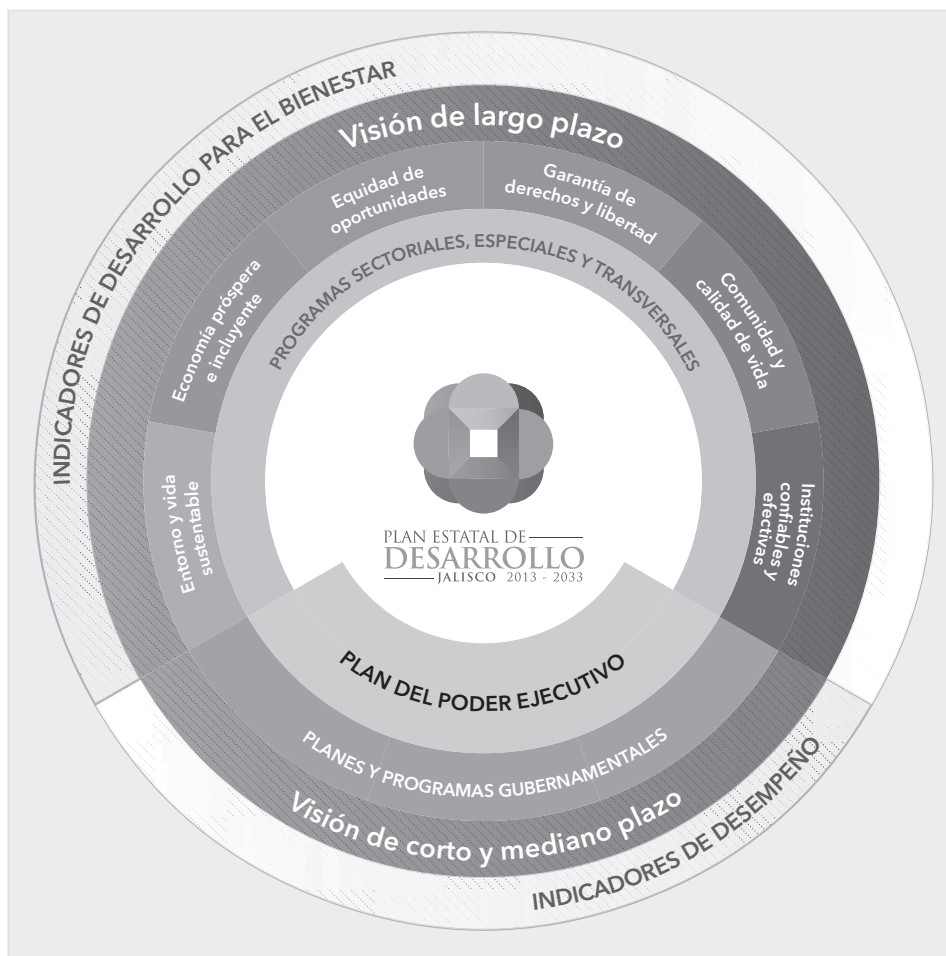 INDICADORES DE DESARROLLO PARA EL BIENESTAR
Visión de largo plazo
Equidad de
oportunidades
Garantía de
derechos y libertad
Economía próspera
e incluyente
Comunidad y
calidad de vida
Entorno y vida
sustentable
Instituciones
confiables y
efectivas
PROGRAMAS SECTORIALES, ESPECIALES Y TRANSVERSALES
PLAN ESTATAL DE
DESARROLLO
JALISCO 2013 - 2033
PLAN DEL PODER EJECUTIVO
PLANES Y PROGRAMAS GUBERNAMENTALES
Visión de corto y mediano plazo
INDICADORES DE DESEMPEÑO